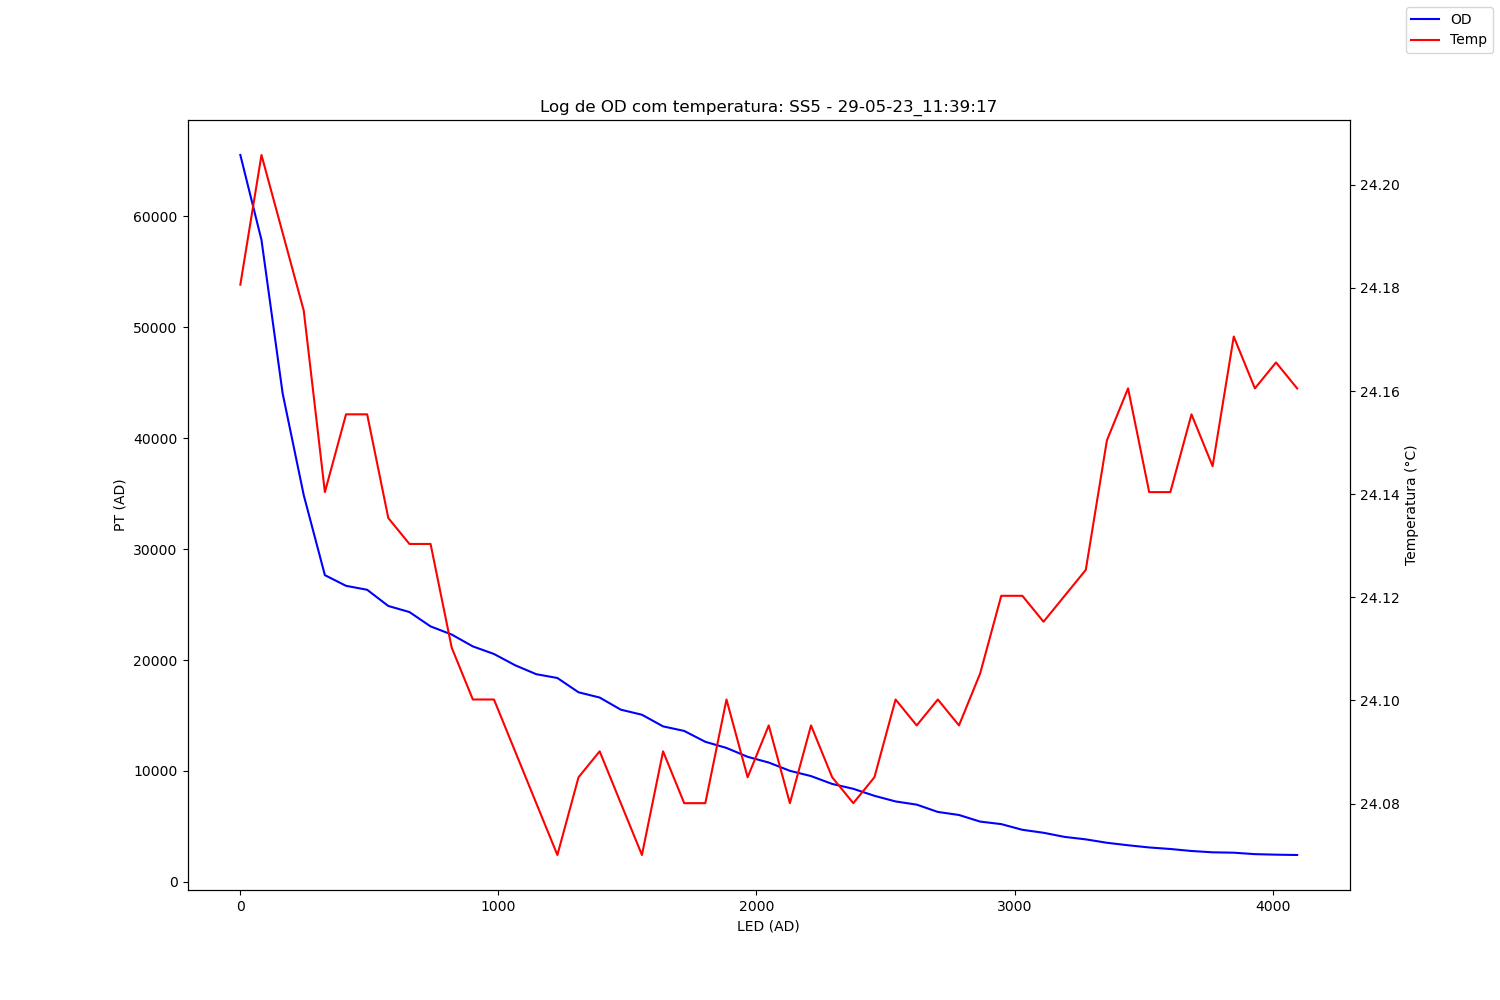 OD
Temp
Log de OD com temperatura: SS5 - 29-05-23_11:39:17
PT (AD)
60000
50000
40000
30000
20000
10000
0
24.20
24.18
24.16
24.14
24.12
24.10
24.08
Temperatura (°C)
0 1000 2000 3000 4000
LED (AD)